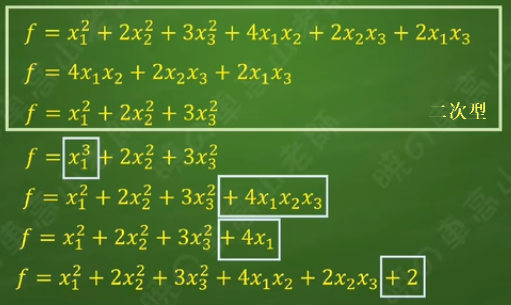 f = x₁² + 2x₂² + 3x₃² + 4x₁x₂ + 2x₂x₃ + 2x₁x₃
f = 4x₁x₂ + 2x₂x₃ + 2x₁x₃
f = x₁² + 2x₂² + 3x₃²
二次型
f = x₁³ + 2x₂² + 3x₃²
f = x₁² + 2x₂² + 3x₃² + 4x₁x₂x₃
f = x₁² + 2x₂² + 3x₃² + 4x₁
f = x₁² + 2x₂² + 3x₃² + 4x₁x₂ + 2x₂x₃ + 2